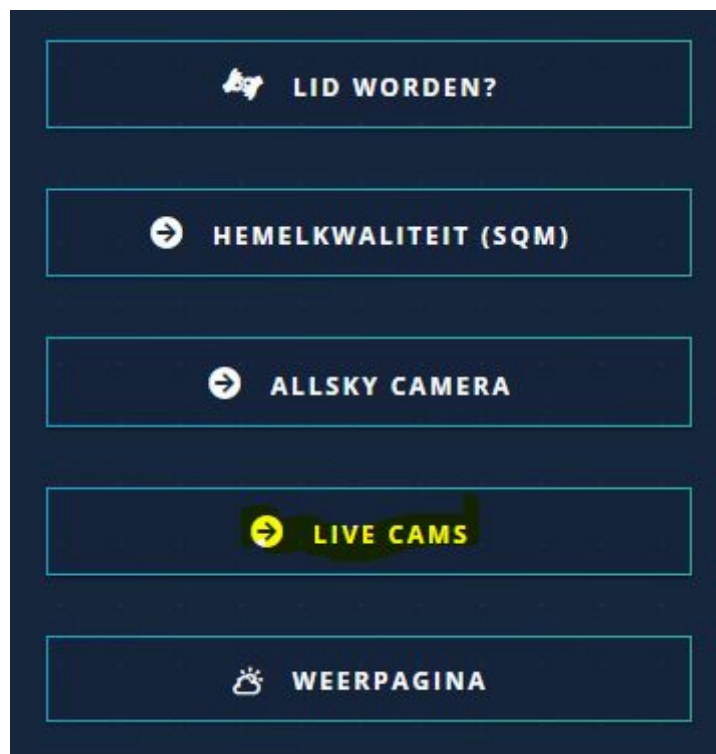 LID WORDEN?
HEMELKWALITEIT (SQM)
ALLSKY CAMERA
LIVE CAMS
WEERPAGINA